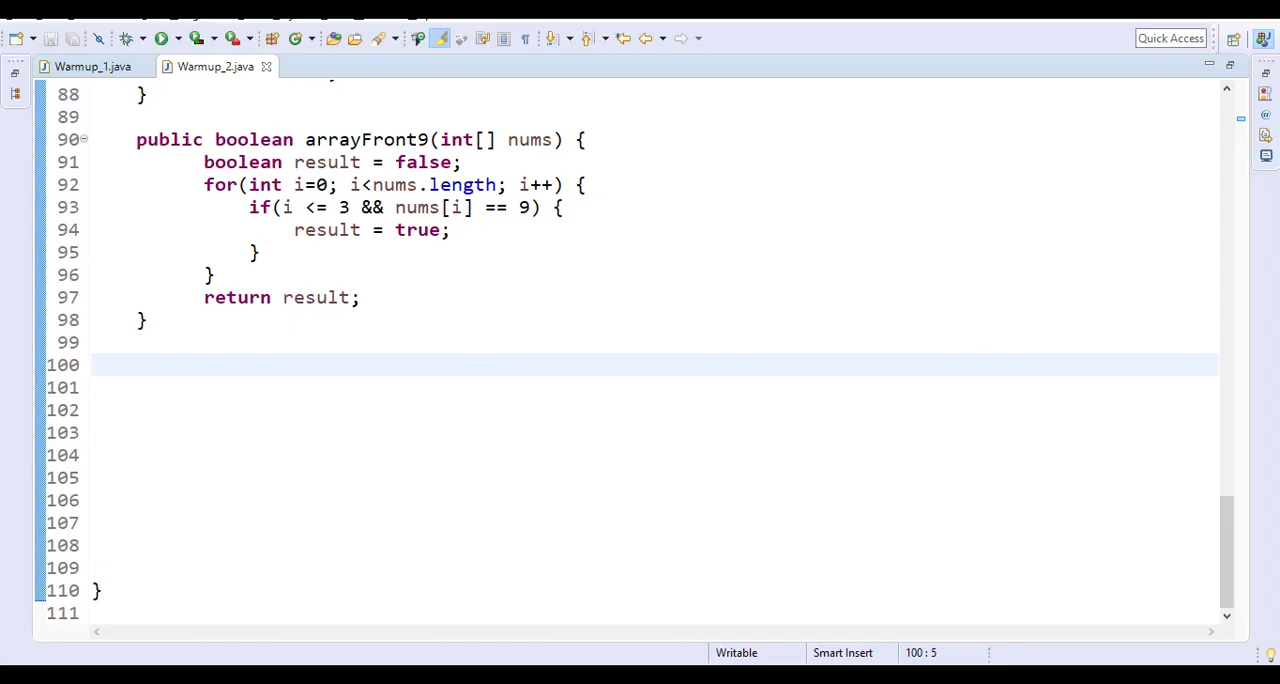 Quick Access
Warmup_1.java
Warmup_2.java
88 }
89
90 public boolean arrayFront9(int[] nums) {
91 boolean result = false;
92 for(int i=0; i<nums.length; i++) {
93 if(i <= 3 && nums[i] == 9) {
94 result = true;
95 }
96 }
97 return result;
98 }
99
100
101
102
103
104
105
106
107
108
109
110 }
111
Writable Smart Insert 100 : 5